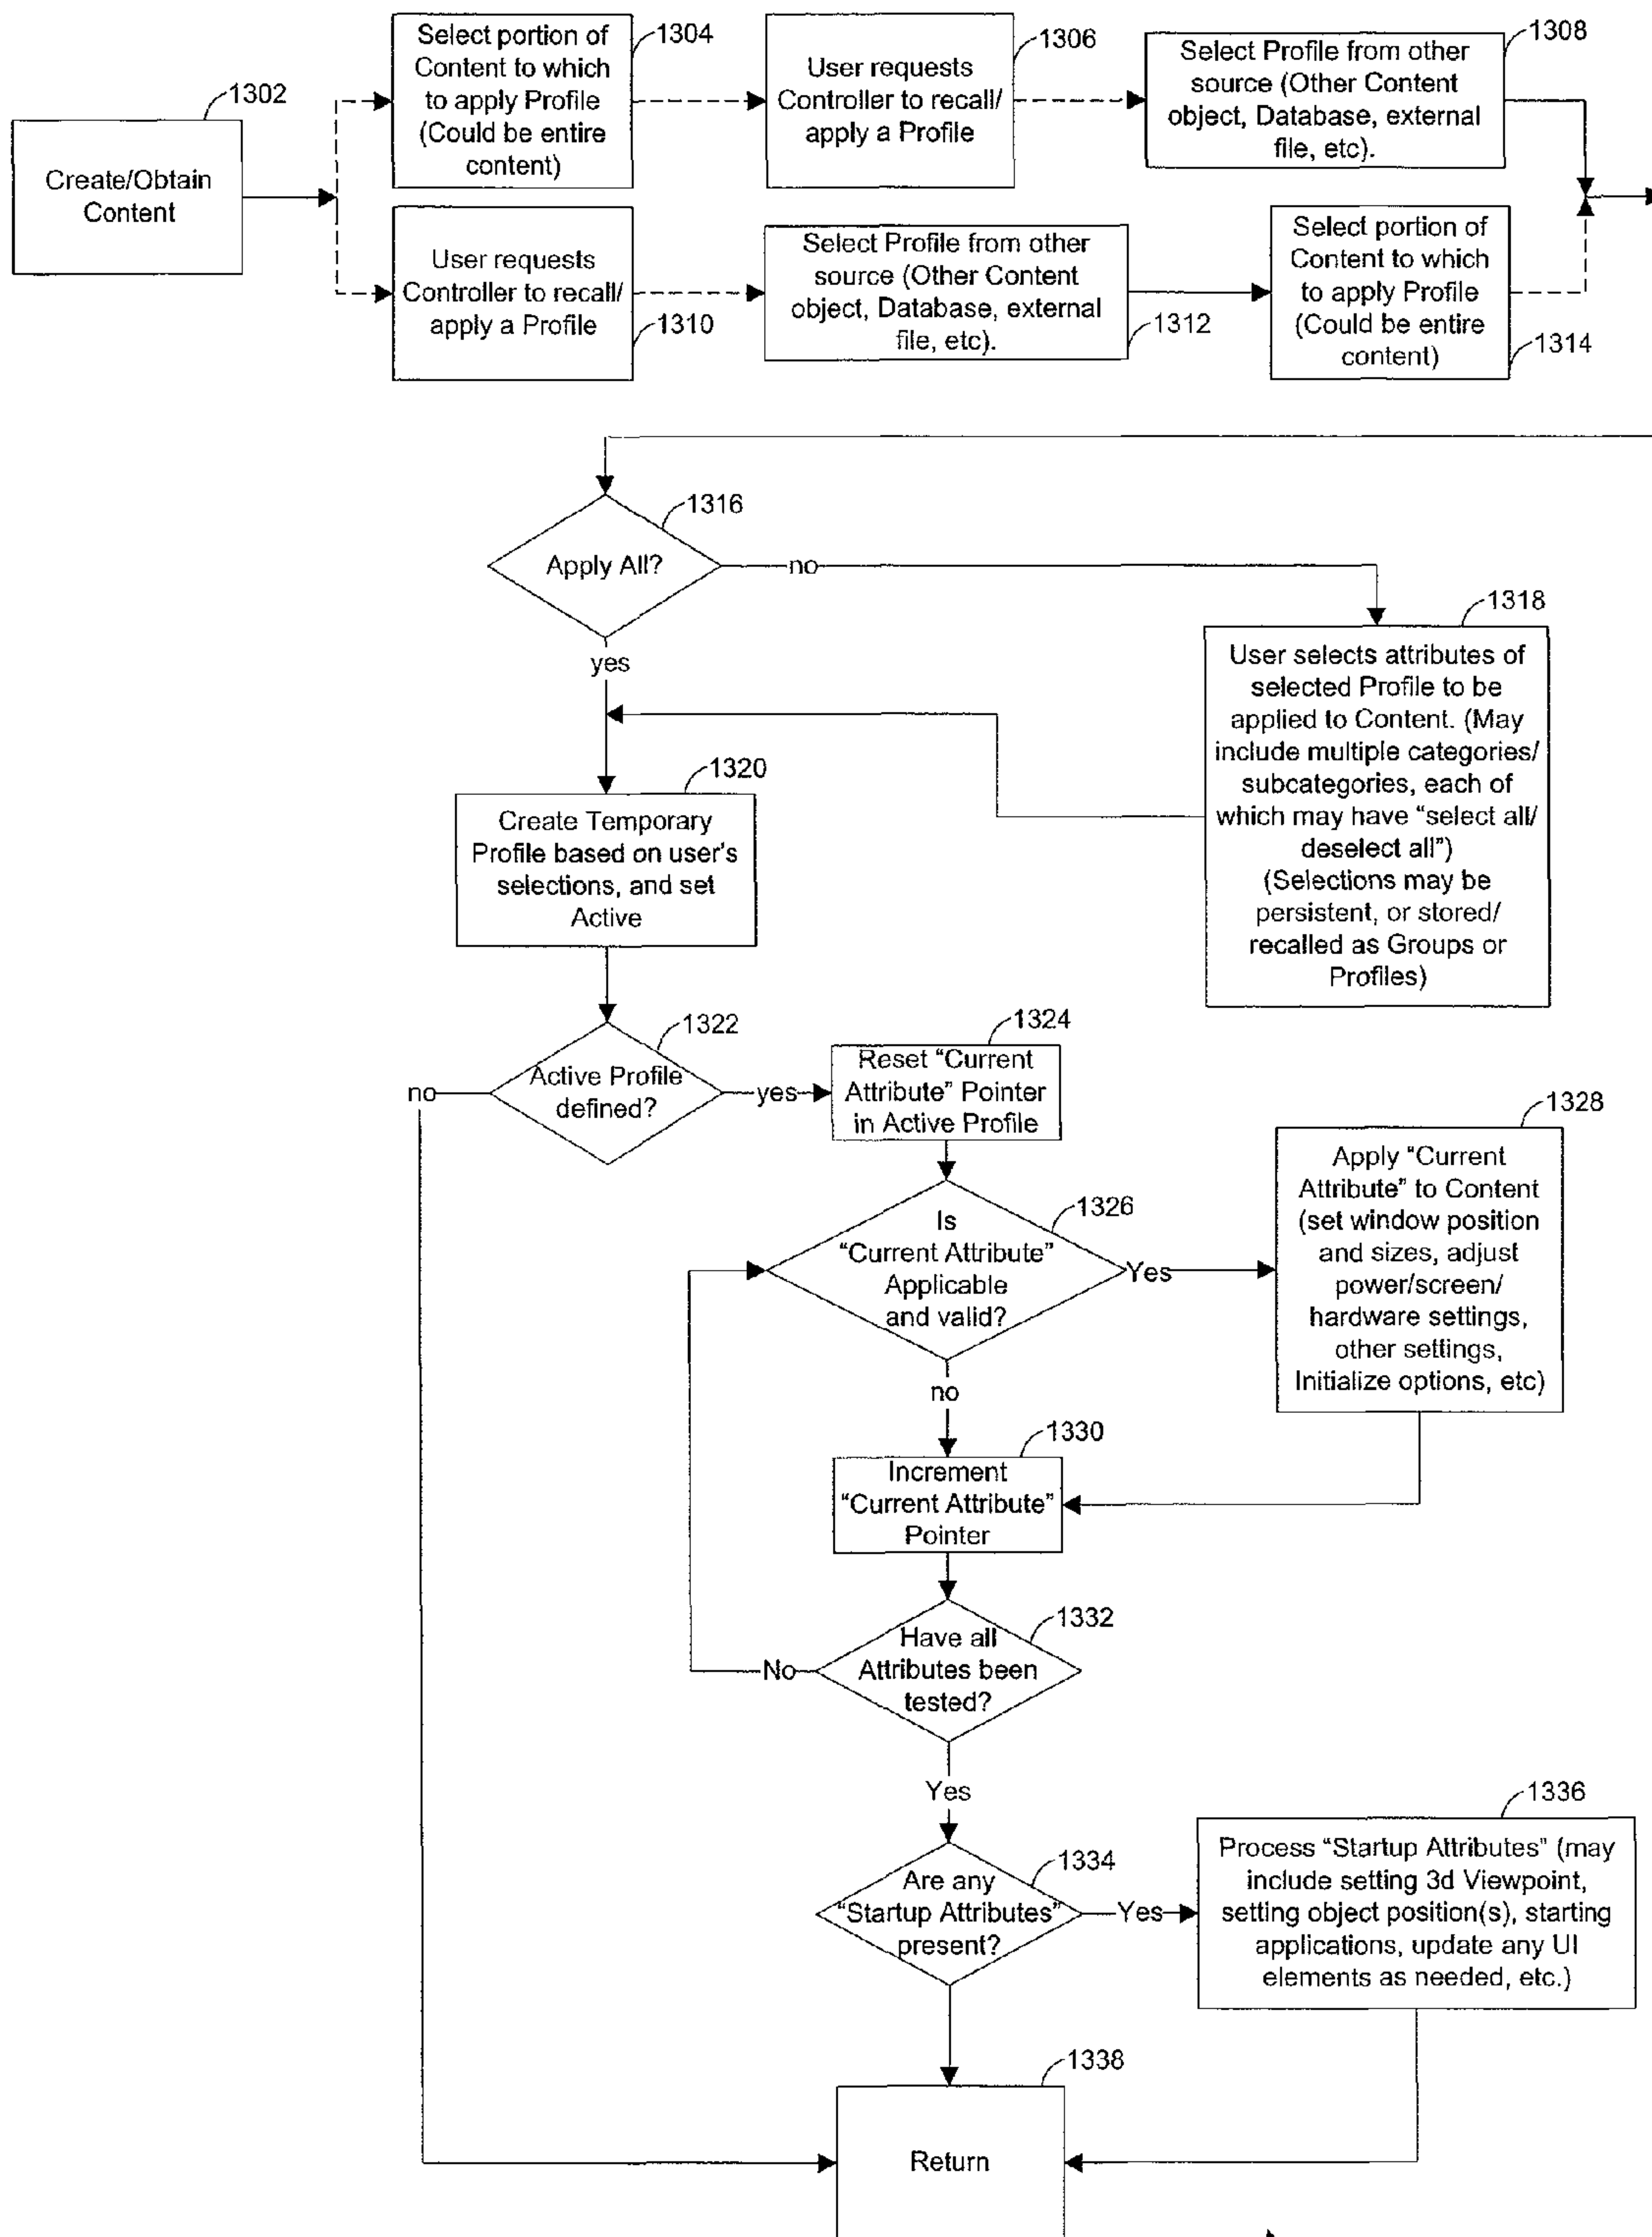 Create/Obtain
Content
1302
Select portion of
Content to which
to apply Profile
(Could be entire
content)
1304
User requests
Controller to recall/
apply a Profile
1306
Select Profile from other
source (Other Content
object, Database, external
file, etc).
1308
User requests
Controller to recall/
apply a Profile
1310
Select Profile from other
source (Other Content
object, Database, external
file, etc).
1312
Select portion of
Content to which
to apply Profile
(Could be entire
content)
1314
Apply All?
1316
no
yes
1318
User selects attributes of
selected Profile to be
applied to Content. (May
include multiple categories/
subcategories, each of
which may have “select all/
deselect all”)
(Selections may be
persistent, or stored/
recalled as Groups or
Profiles)
1320
Create Temporary
Profile based on user's
selections, and set
Active
1322
Active Profile
defined?
no
yes
1324
Reset “Current
Attribute” Pointer
in Active Profile
1326
Is
“Current Attribute”
Applicable
and valid?
Yes
no
1328
Apply “Current
Attribute” to Content
(set window position
and sizes, adjust
power/screen/
hardware settings,
other settings,
Initialize options, etc)
1330
Increment
“Current Attribute”
Pointer
1332
Have all
Attributes been
tested?
No
Yes
1334
Are any
“Startup Attributes”
present?
Yes
1336
Process “Startup Attributes” (may
include setting 3d Viewpoint,
setting object position(s), starting
applications, update any UI
elements as needed, etc.)
1338
Return